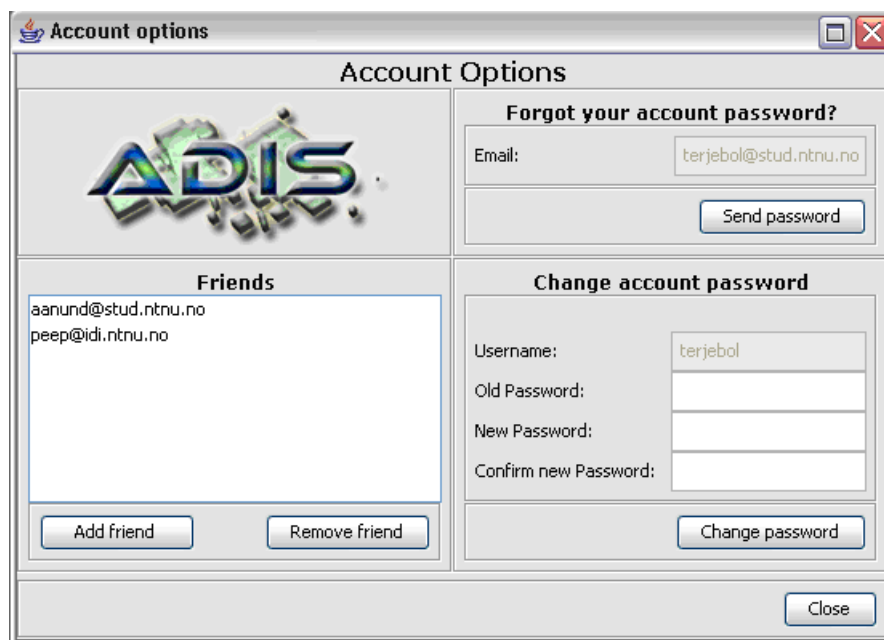 Account options
Account Options
ADIS
Forgot your account password?
Email: terjebol@stud.ntnu.no
Send password
Friends
aanund@stud.ntnu.no
peep@idi.ntnu.no
Add friend Remove friend
Change account password
Username: terjebol
Old Password:
New Password:
Confirm new Password:
Change password
Close